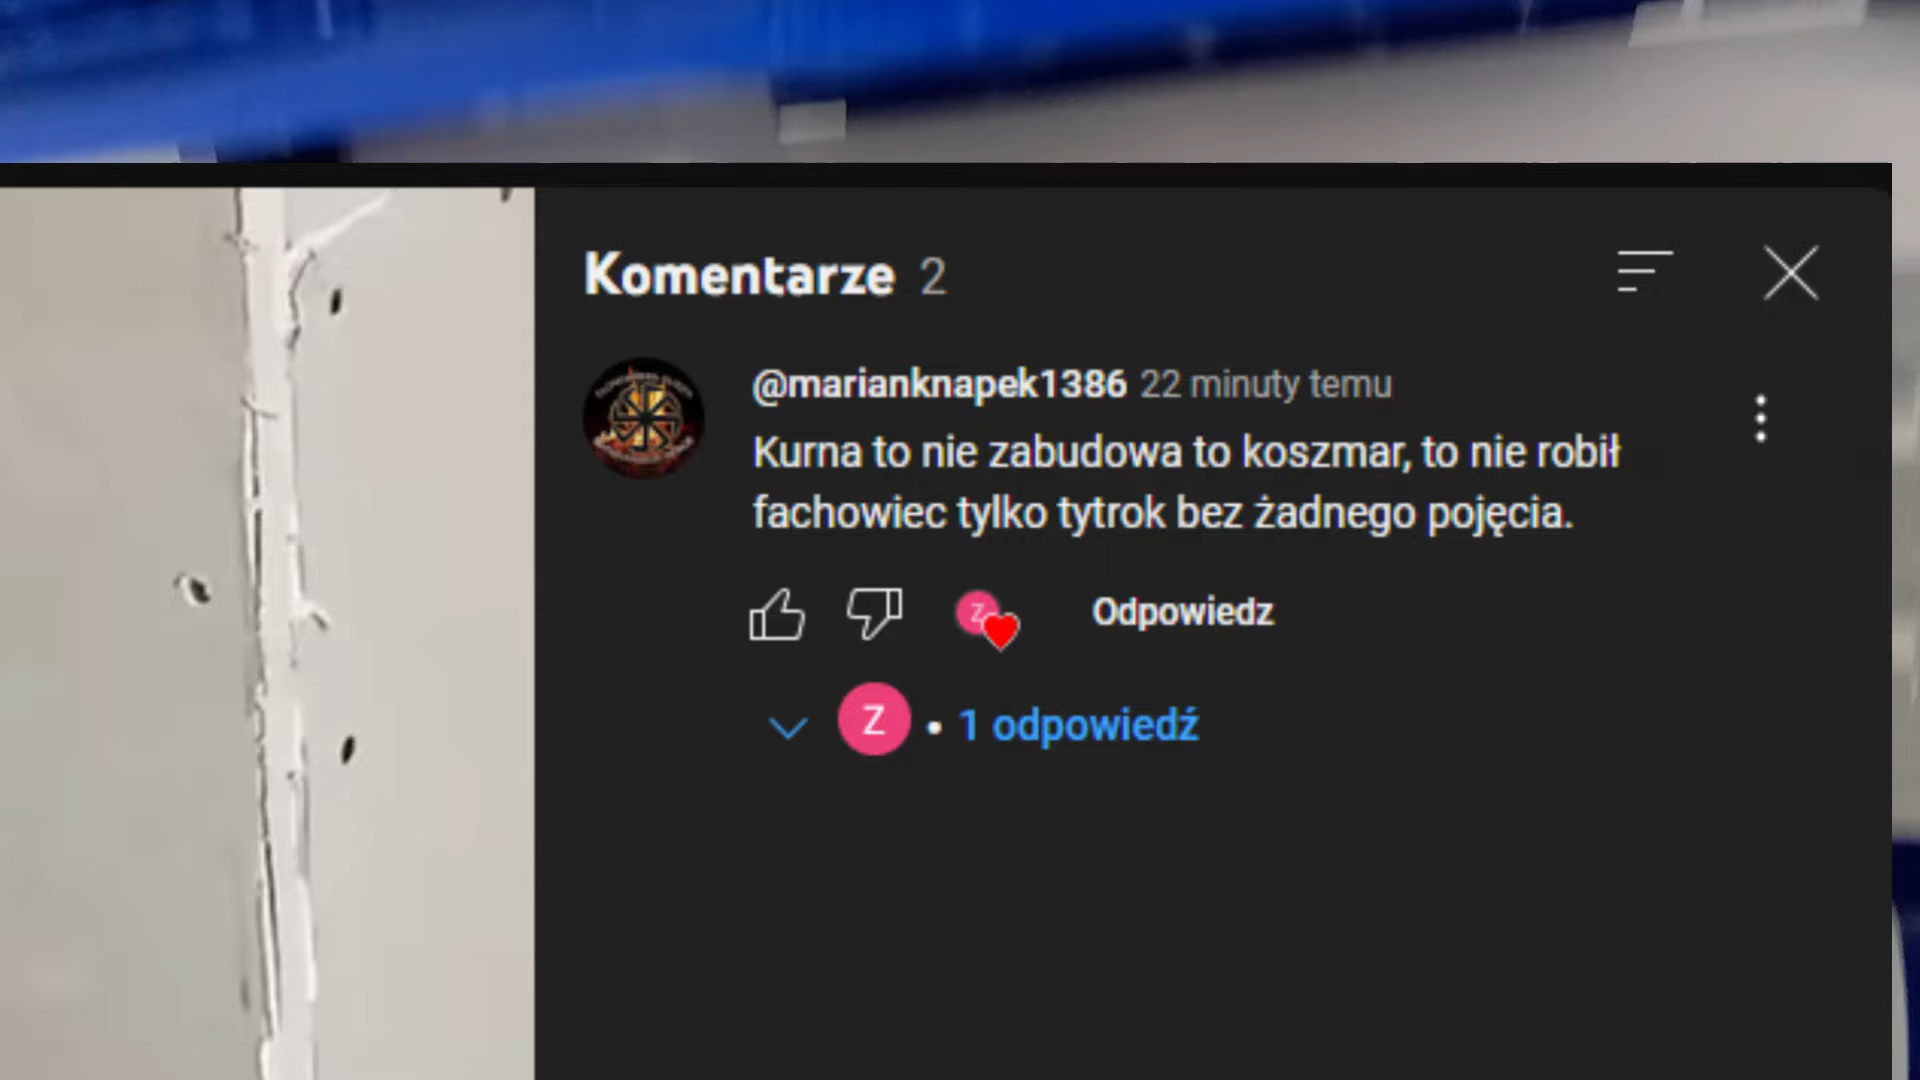 Komentarze 2
@marianknapek1386 22 minuty temu
Kurna to nie zabudowa to koszmar, to nie robił
fachowiec tylko tytrok bez żadnego pojęcia.
Z
Odpowiedz
Z • 1 odpowiedź